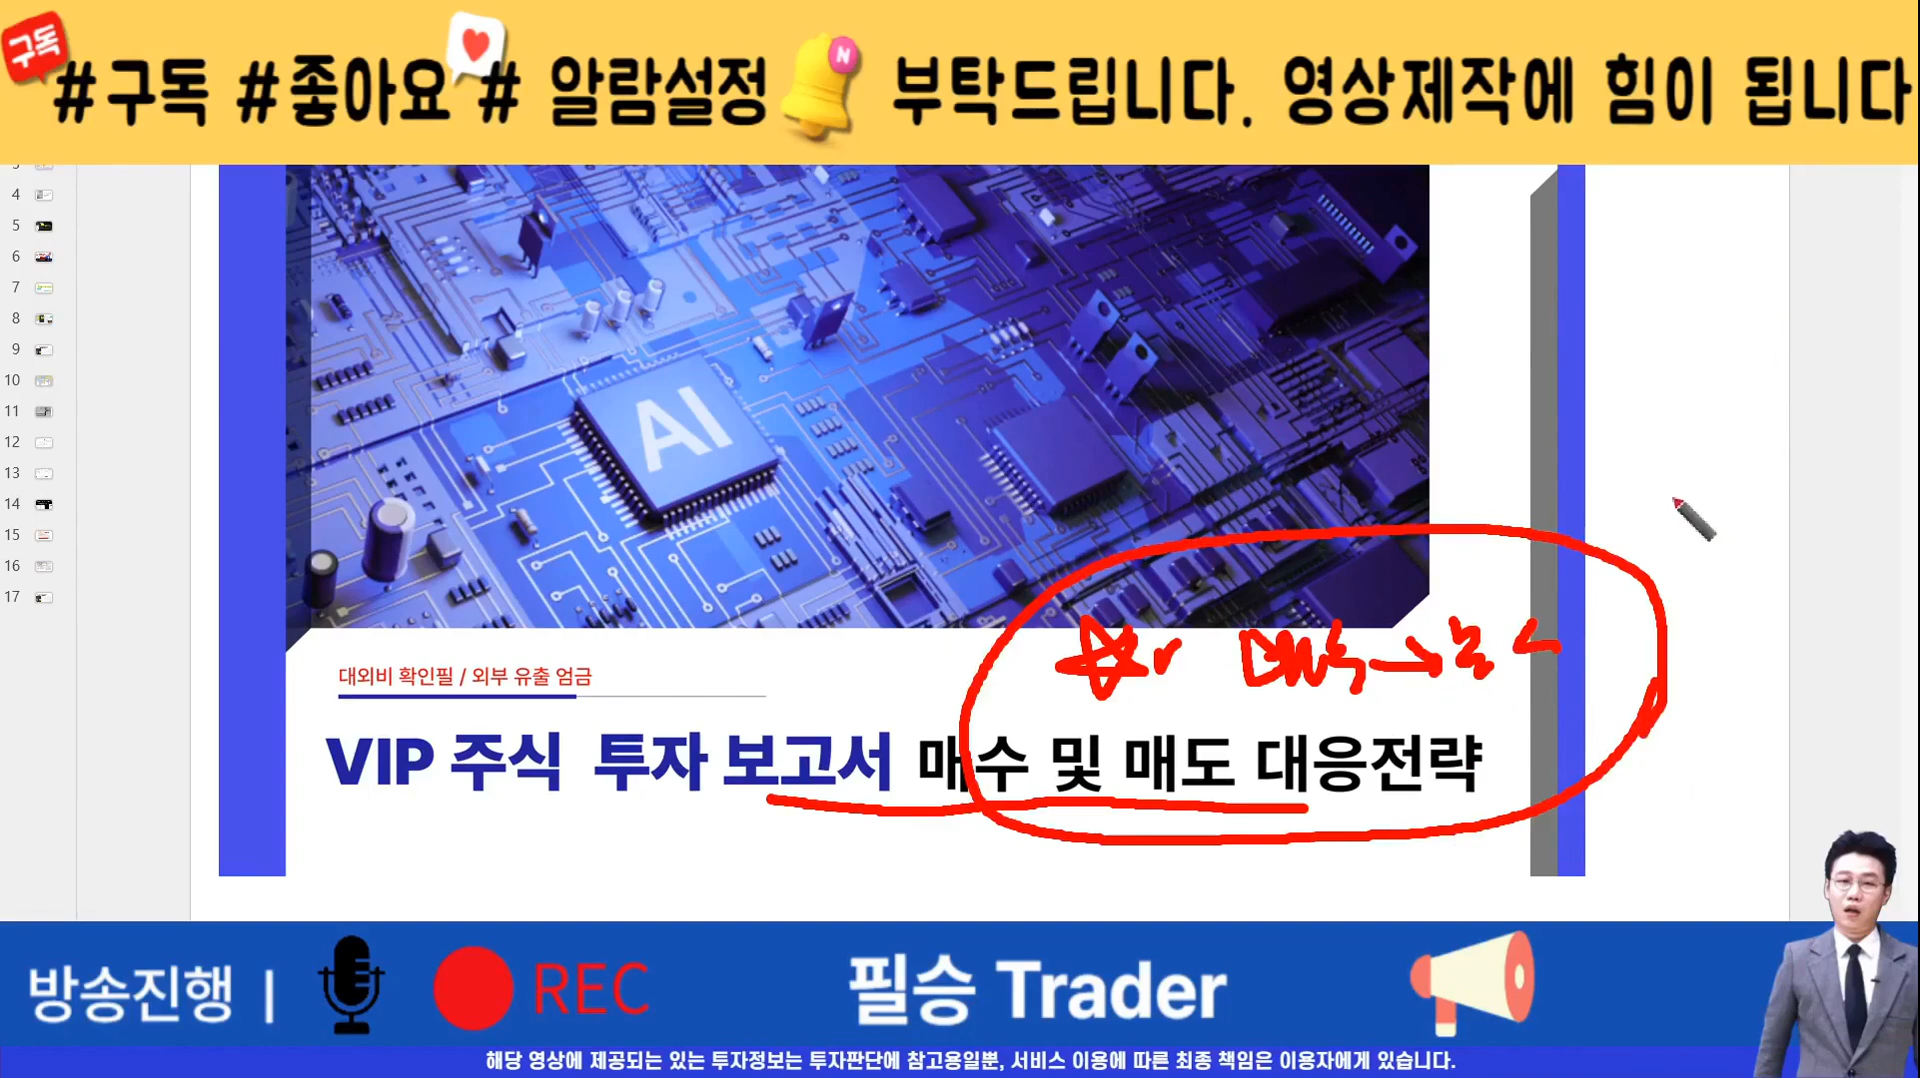 구독
#구독 #좋아요 # 알람설정 N 부탁드립니다. 영상제작에 힘이 됩니다
4
5
6
7
8
9
10
11
12
13
14
15
16
17
AI
대외비 확인필 / 외부 유출 엄금
VIP 주식 투자 보고서 매수 및 매도 대응전략
방송진행 | REC 필승 Trader
해당 영상에 제공되는 있는 투자정보는 투자판단에 참고용일뿐, 서비스 이용에 따른 최종 책임은 이용자에게 있습니다.